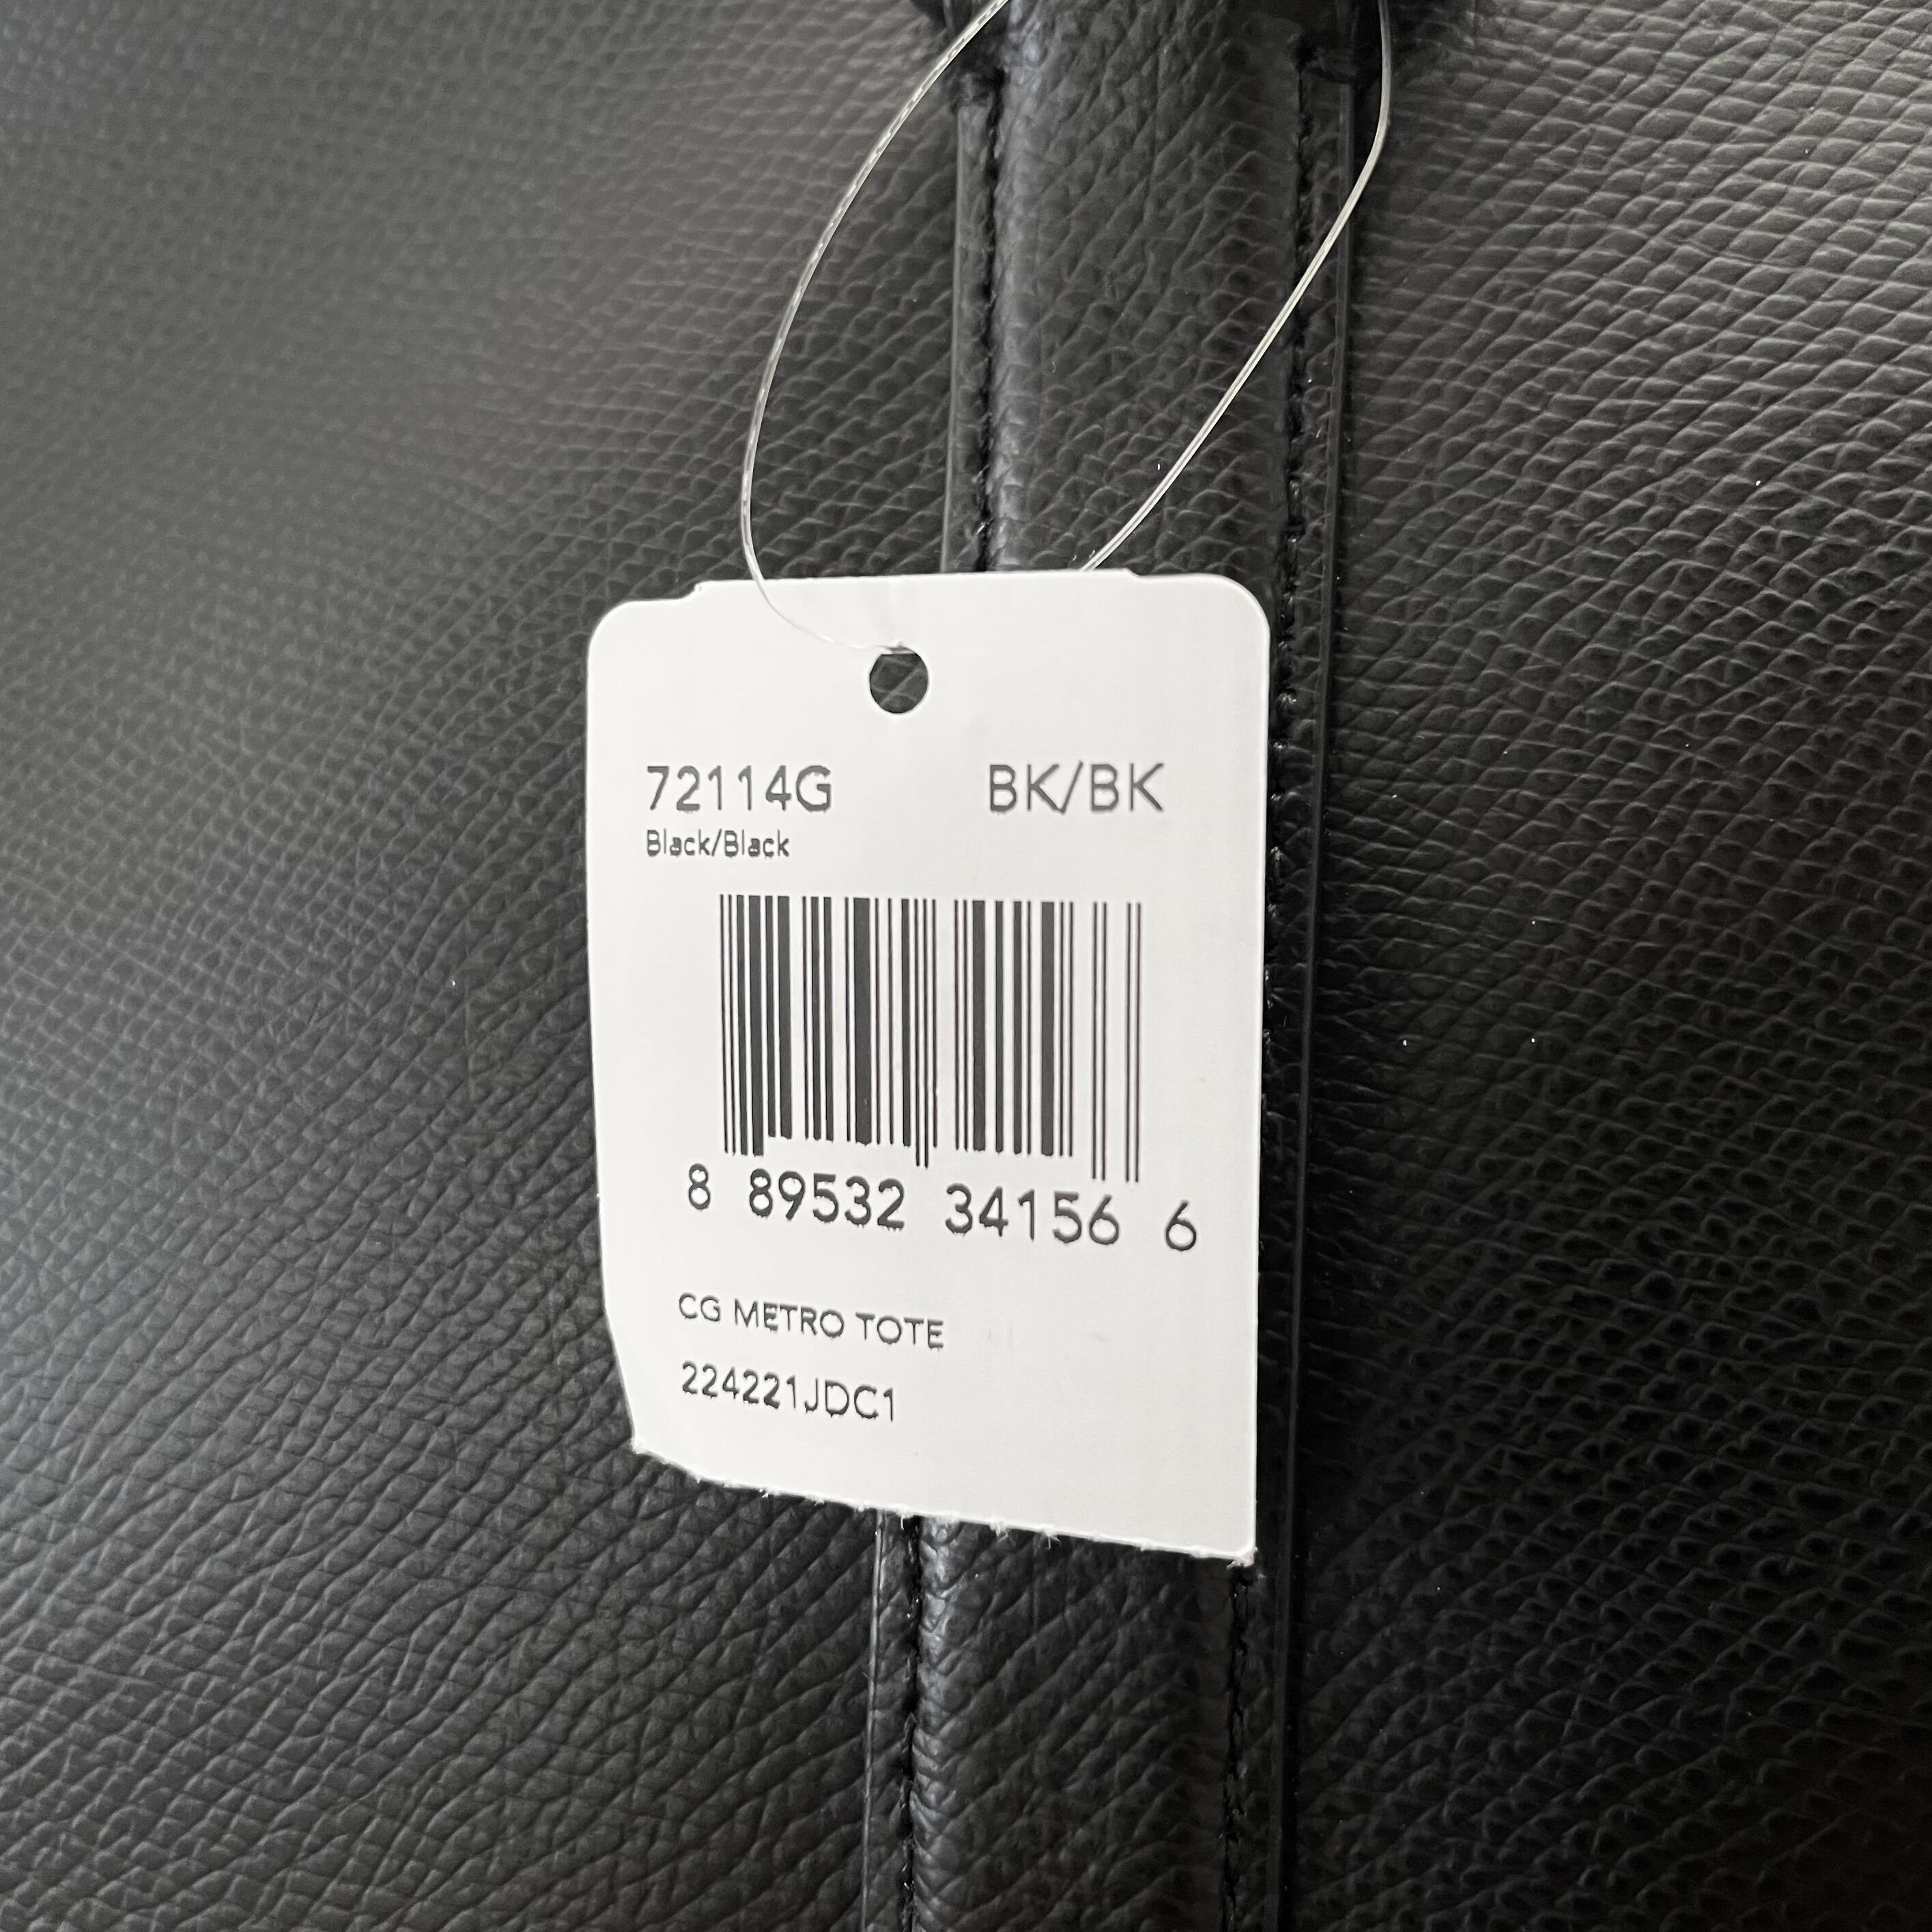 72114G BK/BK
Black/Black
8 89532 34156 6
CG METRO TOTE
224221JDC1